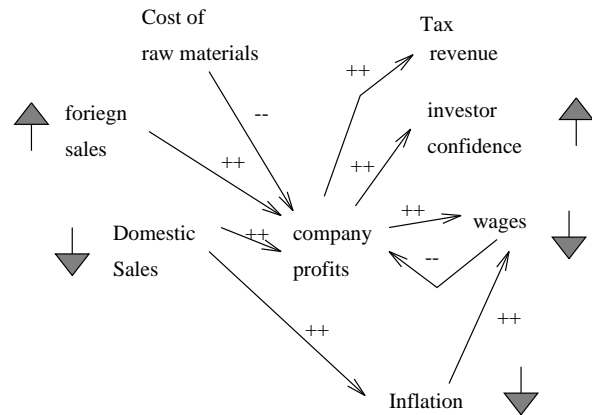 Cost of
raw materials
Tax
revenue
++
--
foriegn
sales
++
investor
confidence
++
Domestic
Sales
++
company
profits
++
wages
--
++
++
Inflation